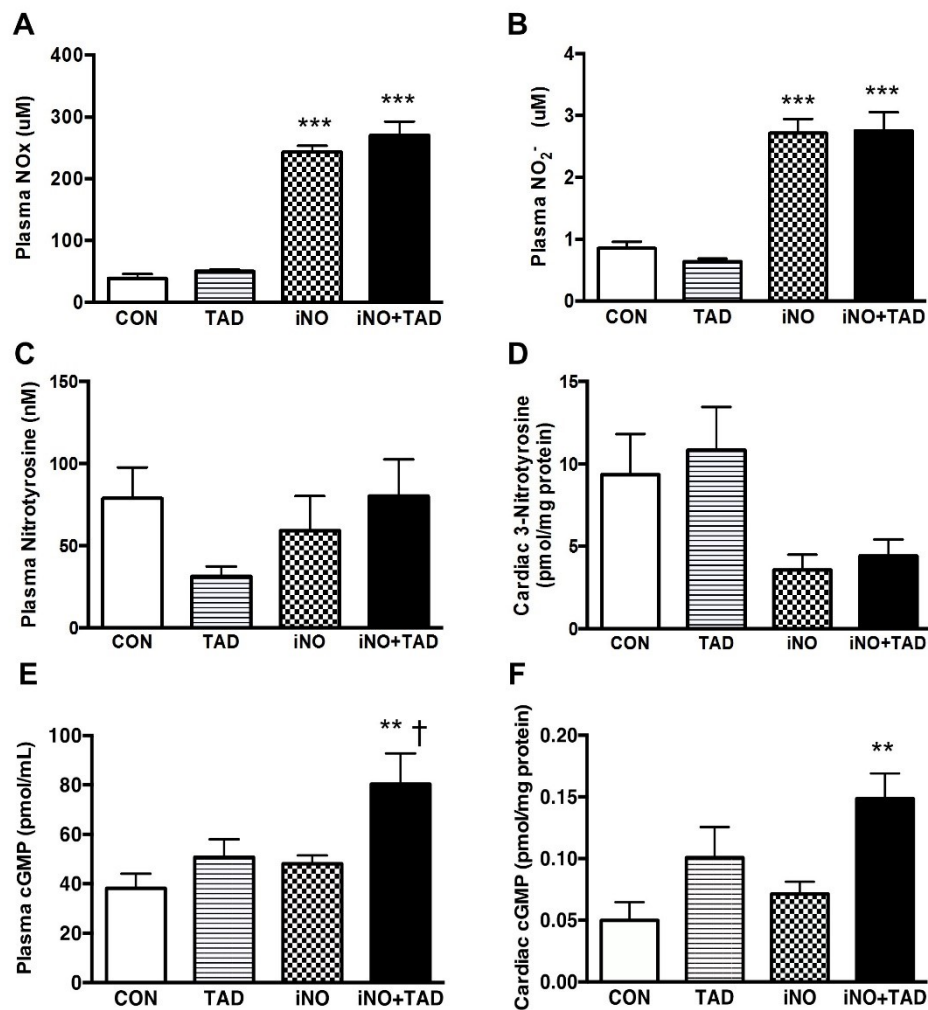 A
Plasma NOx (uM)
400
300
200
100
0
***
***
CON TAD iNO iNO+TAD
B
Plasma NO2- (uM)
4
3
2
1
0
***
***
CON TAD iNO iNO+TAD
C
Plasma Nitrotyrosine (nM)
150
100
50
0
CON TAD iNO iNO+TAD
D
Cardiac 3-Nitrotyrosine
(pmol/mg protein)
15
10
5
0
CON TAD iNO iNO+TAD
E
Plasma cGMP (pmol/mL)
100
80
60
40
20
0
** †
CON TAD iNO iNO+TAD
F
Cardiac cGMP (pmol/mg protein)
0.20
0.15
0.10
0.05
0.00
**
CON TAD iNO iNO+TAD